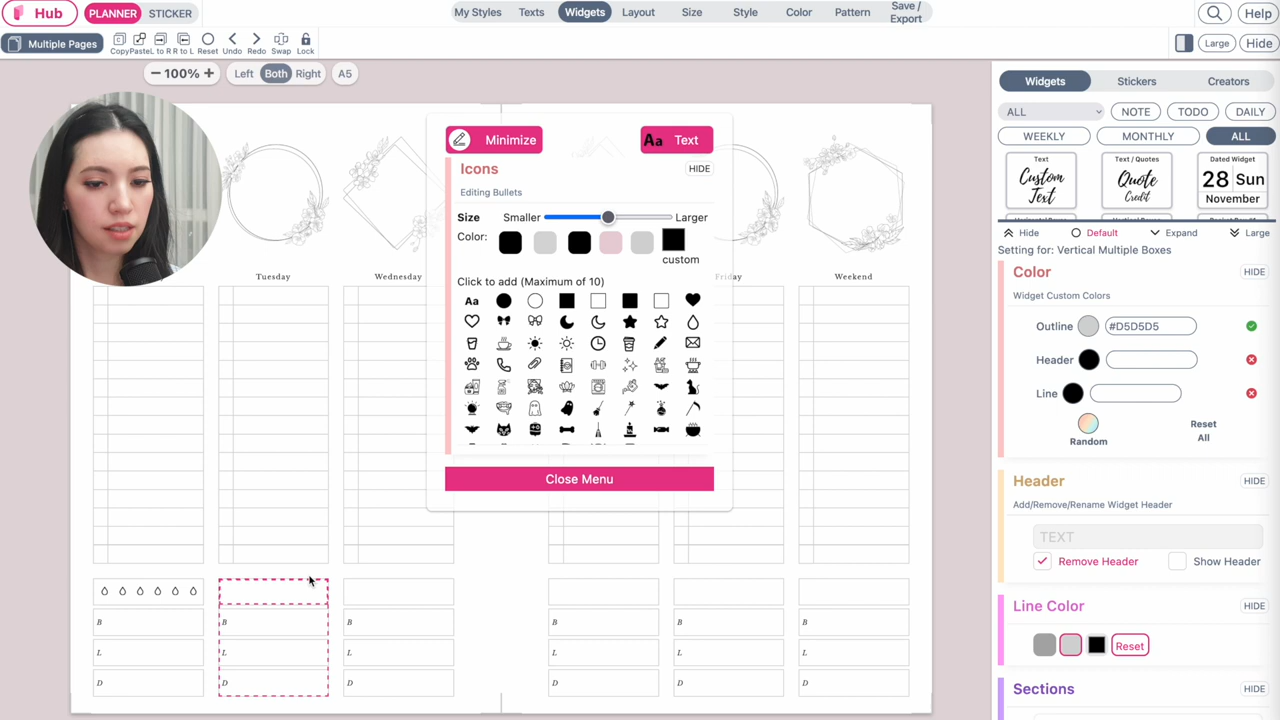 Hub
PLANNER
STICKER
My Styles
Texts
Widgets
Layout
Size
Style
Color
Pattern
Save /
Export
Help
Multiple Pages
Copy
Paste
L to R
R to L
Reset
Undo
Redo
Swap
Lock
Large
Hide
100%
Left
Both
Right
A5
Widgets
Stickers
Creators
ALL
NOTE
TODO
DAILY
WEEKLY
MONTHLY
ALL
Text
Custom
Text
Text / Quotes
Quote
Credit
Dated Widget
28 Sun
November
Hide
Default
Expand
Large
Setting for: Vertical Multiple Boxes
Color
HIDE
Widget Custom Colors
Outline
#D5D5D5
Header
Line
Random
Reset
All
Header
HIDE
Add/Remove/Rename Widget Header
TEXT
Remove Header
Show Header
Line Color
HIDE
Reset
Sections
HIDE
Minimize
Aa Text
Icons
HIDE
Editing Bullets
Size
Smaller
Larger
Color:
custom
Click to add (Maximum of 10)
Aa
Close Menu
Tuesday
Wednesday
Friday
Weekend
B
B
B
B
B
B
L
L
L
L
L
L
D
D
D
D
D
D